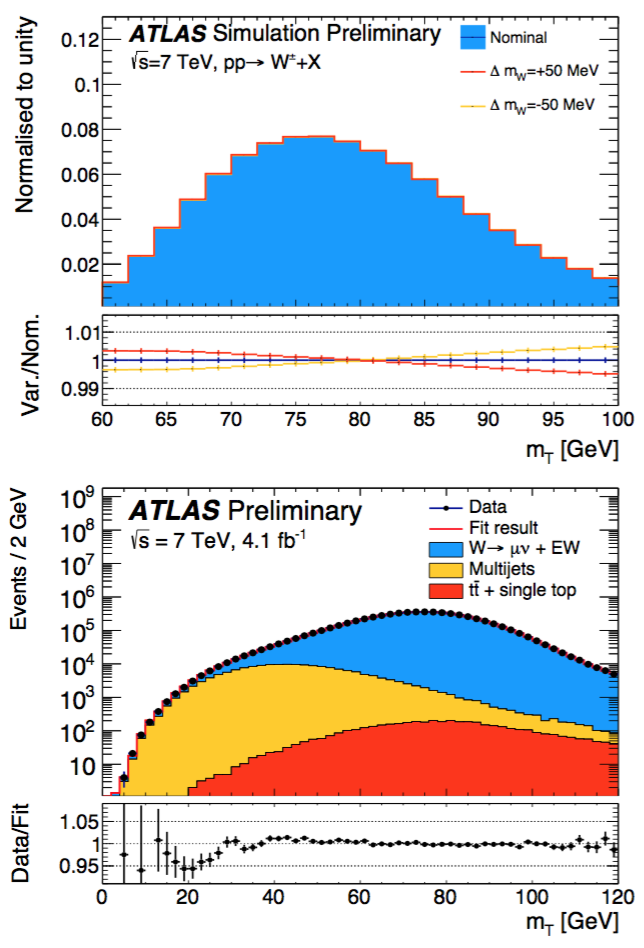 ATLAS Simulation Preliminary
√s=7 TeV, pp→ W±+X
Nominal
Δ mW=+50 MeV
Δ mW=-50 MeV
Normalised to unity
0.12
0.1
0.08
0.06
0.04
0.02
Var./Nom.
1.01
1
0.99
60 65 70 75 80 85 90 95 100
mT [GeV]
ATLAS Preliminary
√s = 7 TeV, 4.1 fb-1
Data
Fit result
W→ μν + EW
Multijets
tt̄ + single top
Events / 2 GeV
10⁹
10⁸
10⁷
10⁶
10⁵
10⁴
10³
10²
10
Data/Fit
1.05
1
0.95
0 20 40 60 80 100 120
mT [GeV]